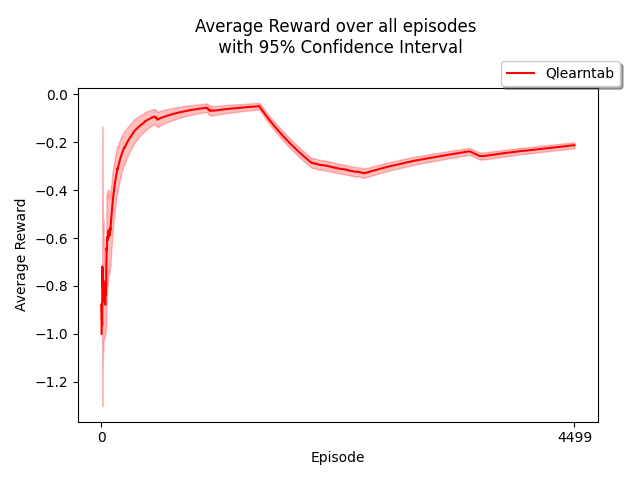 Average Reward over all episodes
with 95% Confidence Interval
Qlearntab
0.0
−0.2
−0.4
−0.6
−0.8
−1.0
−1.2
Average Reward
0
4499
Episode